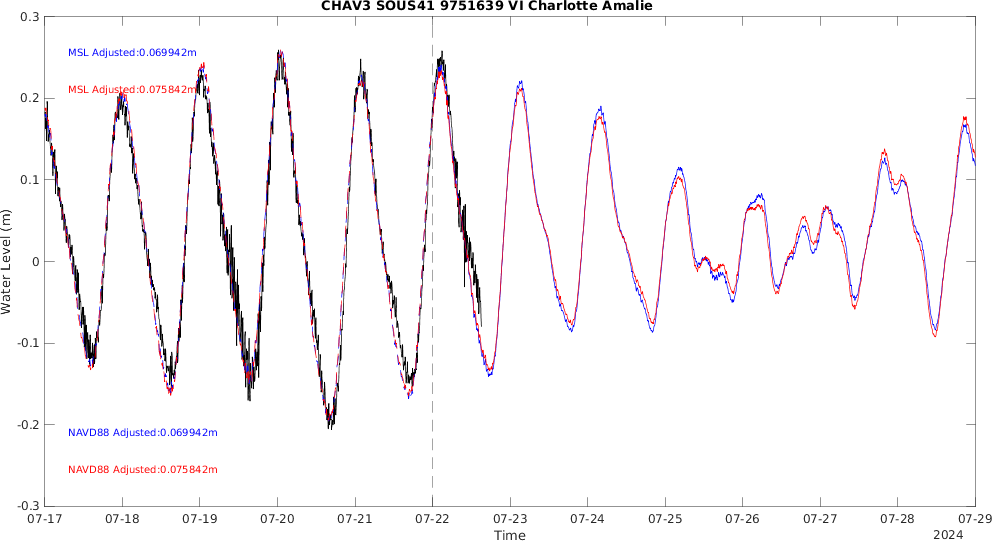 CHAV3 SOUS41 9751639 VI Charlotte Amalie
0.3
MSL Adjusted:0.069942m
MSL Adjusted:0.075842m
0.2
0.1
0
-0.1
-0.2
-0.3
Water Level (m)
NAVD88 Adjusted:0.069942m
NAVD88 Adjusted:0.075842m
07-17 07-18 07-19 07-20 07-21 07-22 07-23 07-24 07-25 07-26 07-27 07-28 07-29
Time
2024